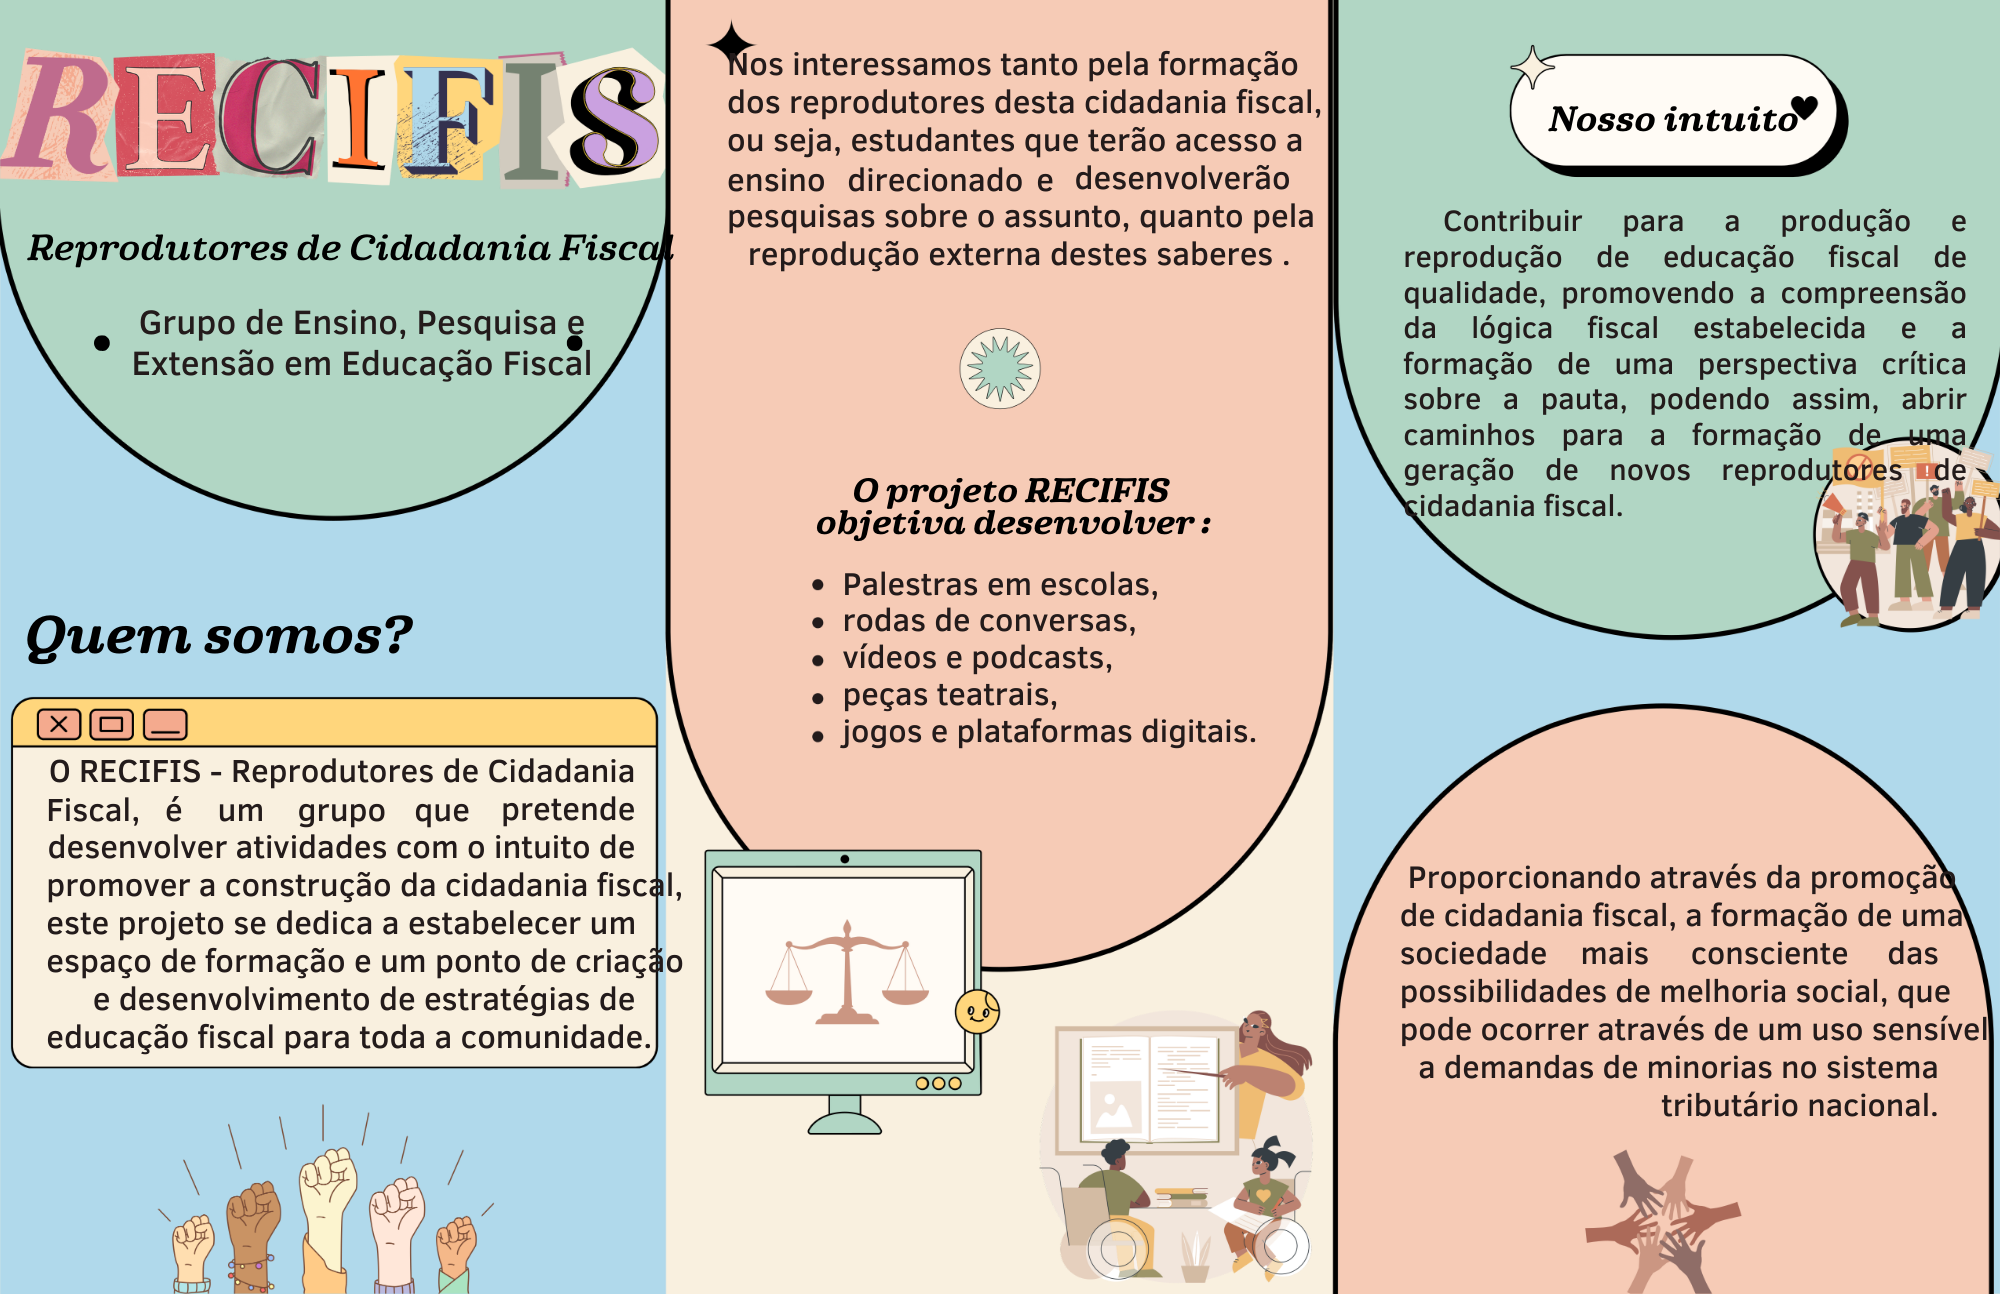 RECIFIS
Reprodutores de Cidadania Fiscal
Grupo de Ensino, Pesquisa e
Extensão em Educação Fiscal
Quem somos?
O RECIFIS - Reprodutores de Cidadania
Fiscal, é um grupo que pretende
desenvolver atividades com o intuito de
promover a construção da cidadania fiscal,
este projeto se dedica a estabelecer um
espaço de formação e um ponto de criação
e desenvolvimento de estratégias de
educação fiscal para toda a comunidade.
Nos interessamos tanto pela formação
dos reprodutores desta cidadania fiscal,
ou seja, estudantes que terão acesso a
ensino direcionado e desenvolverão
pesquisas sobre o assunto, quanto pela
reprodução externa destes saberes .
O projeto RECIFIS
objetiva desenvolver :
• Palestras em escolas,
• rodas de conversas,
• vídeos e podcasts,
• peças teatrais,
• jogos e plataformas digitais.
Nosso intuito
Contribuir para a produção e
reprodução de educação fiscal de
qualidade, promovendo a compreensão
da lógica fiscal estabelecida e a
formação de uma perspectiva crítica
sobre a pauta, podendo assim, abrir
caminhos para a formação de uma
geração de novos reprodutores de
cidadania fiscal.
Proporcionando através da promoção
de cidadania fiscal, a formação de uma
sociedade mais consciente das
possibilidades de melhoria social, que
pode ocorrer através de um uso sensível
a demandas de minorias no sistema
tributário nacional.